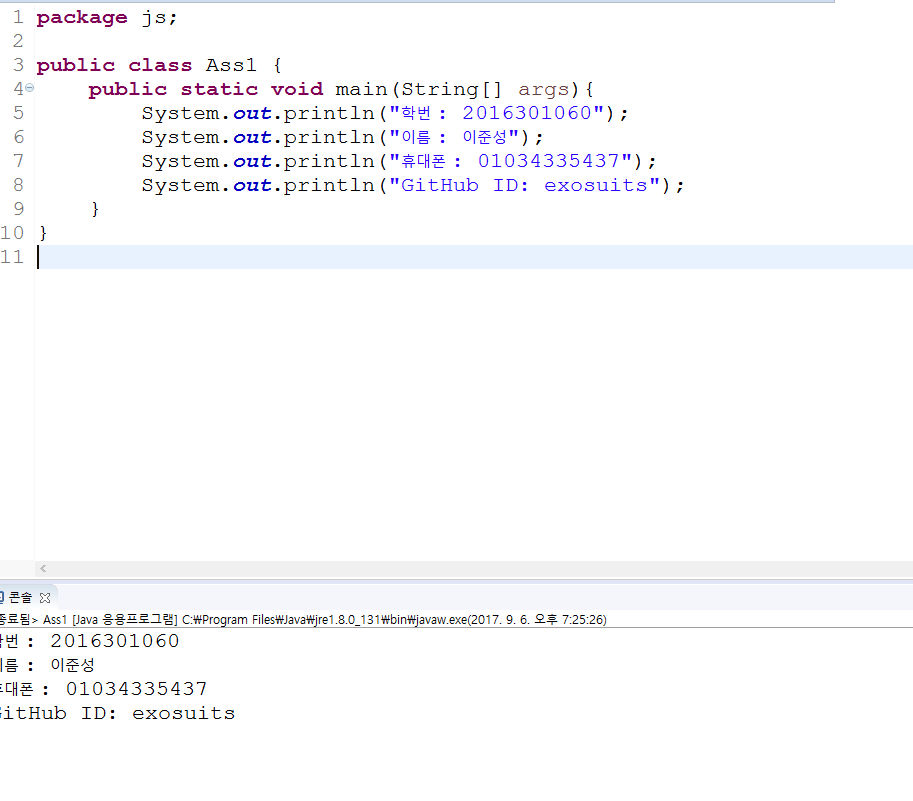 1 package js;
2
3 public class Ass1 {
4 public static void main(String[] args){
5 System.out.println("학번 : 2016301060");
6 System.out.println("이름 : 이준성");
7 System.out.println("휴대폰 : 01034335437");
8 System.out.println("GitHub ID: exosuits");
9 }
10 }
11
콘솔
종료됨> Ass1 [Java 응용프로그램] C:₩Program Files₩Java₩jre1.8.0_131₩bin₩javaw.exe(2017. 9. 6. 오후 7:25:26)
학번 : 2016301060
이름 : 이준성
휴대폰 : 01034335437
GitHub ID: exosuits